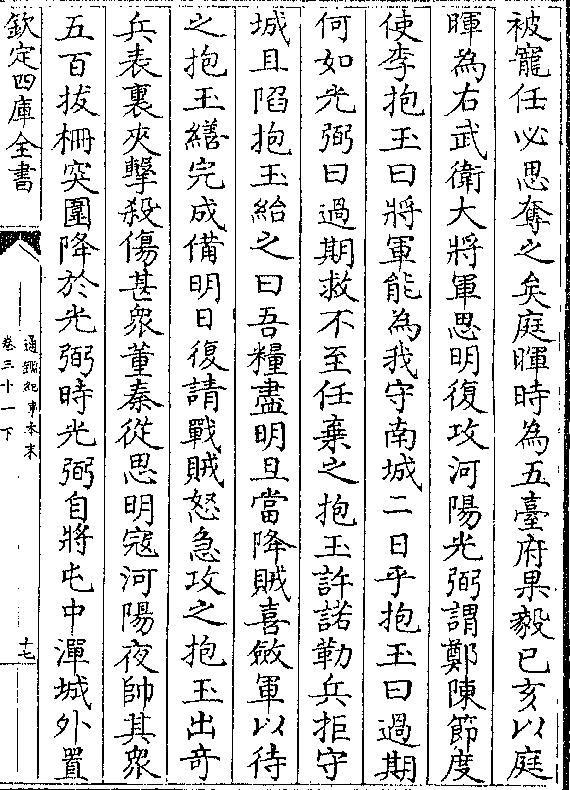 被寵任必思奪之矣庭暉時為五臺府果毅已亥以庭
暉為右武衛大將軍思明復攻河陽光弼謂鄭陳節度
使李抱玉曰將軍能為我守南城二日乎抱玉曰過期
何如光弼曰過期救不至任棄之抱玉許諾勒兵拒守
城且陷抱玉紿之曰吾糧盡明旦當降賊喜斂軍以待
之抱玉繕完成備明日復請戰賊怒急攻之抱玉出奇
兵表裏夾擊殺傷甚衆董秦從思明寇河陽夜帥其衆
五百拔柵突圍降於光弼時光弼自將屯中潬城外置
欽定四庫全書
通鑑紀事本末
卷三十一下
十七